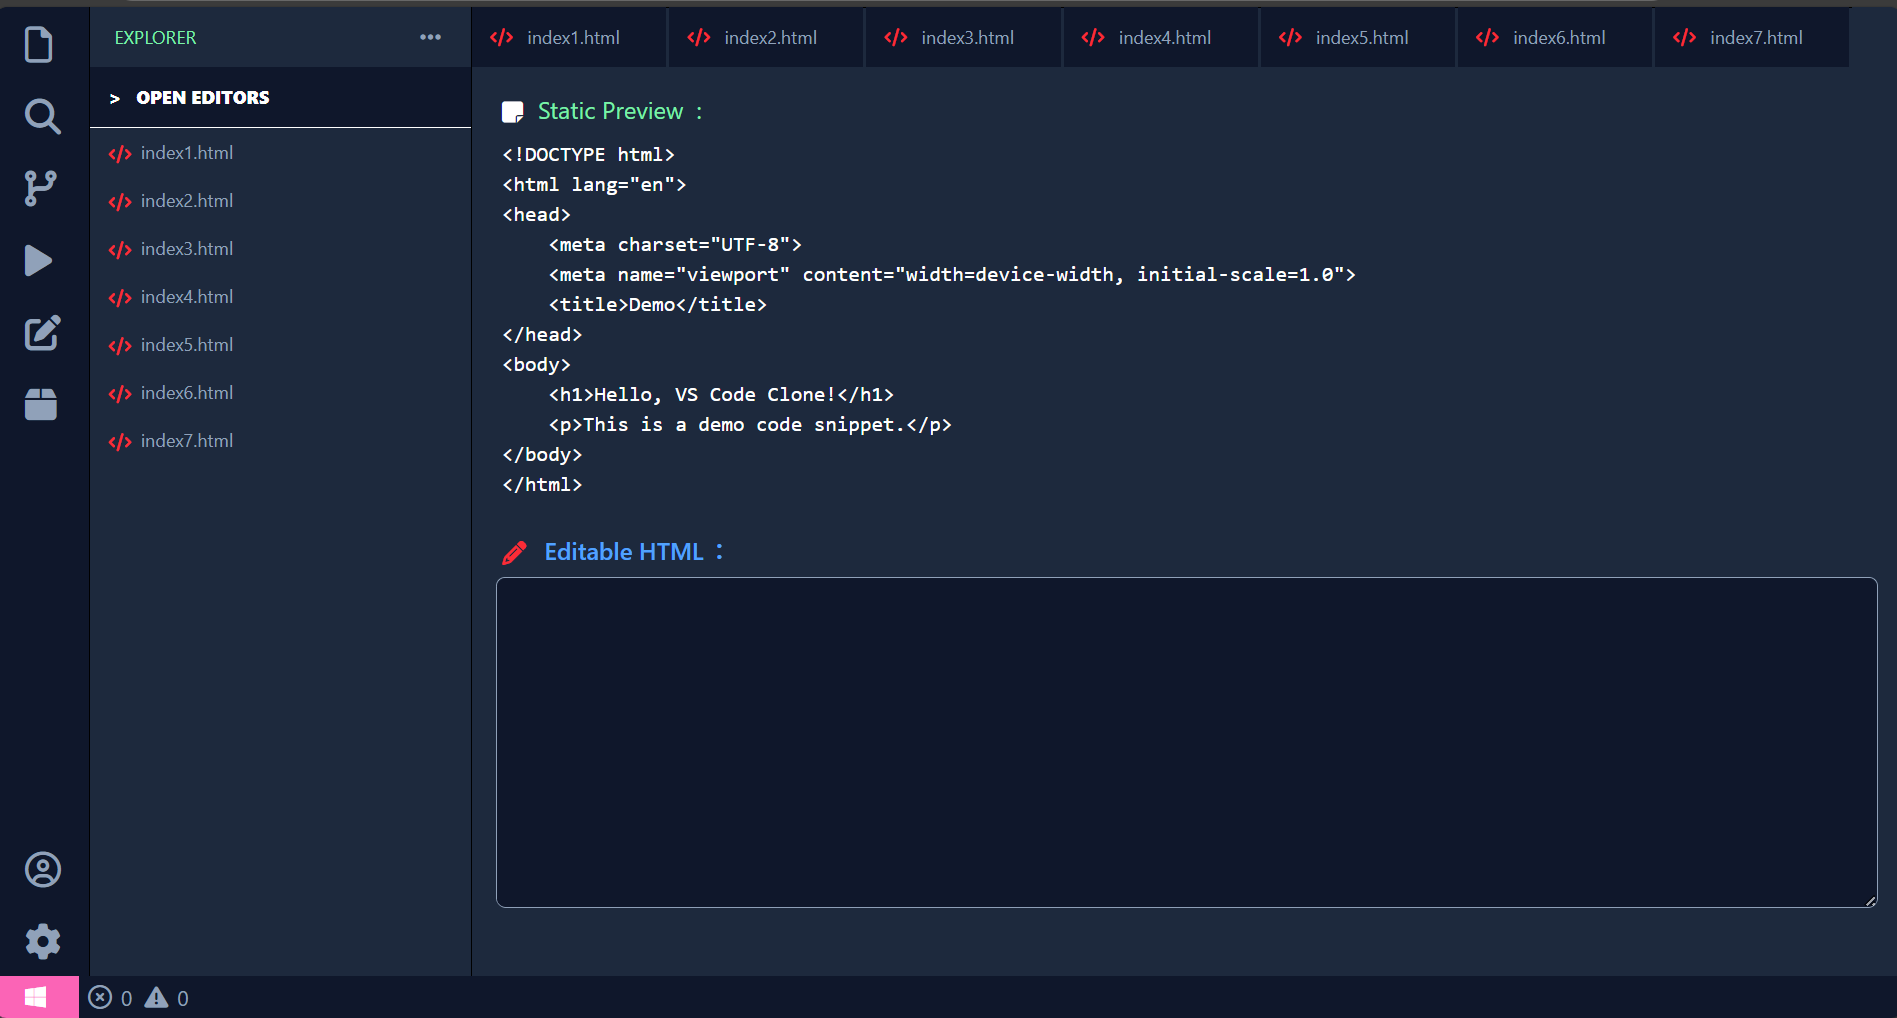 EXPLORER
> OPEN EDITORS
index1.html
index2.html
index3.html
index4.html
index5.html
index6.html
index7.html
index1.html index2.html index3.html index4.html index5.html index6.html index7.html
Static Preview :
<!DOCTYPE html>
<html lang="en">
<head>
    <meta charset="UTF-8">
    <meta name="viewport" content="width=device-width, initial-scale=1.0">
    <title>Demo</title>
</head>
<body>
    <h1>Hello, VS Code Clone!</h1>
    <p>This is a demo code snippet.</p>
</body>
</html>
Editable HTML :
0 0